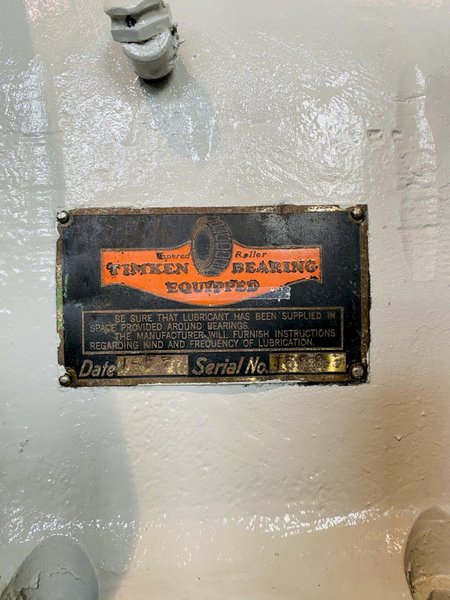 Tapered Roller
TIMKEN BEARING
EQUIPPED
BE SURE THAT LUBRICANT HAS BEEN SUPPLIED IN
SPACE PROVIDED AROUND BEARINGS.
THE MANUFACTURER WILL FURNISH INSTRUCTIONS
REGARDING KIND AND FREQUENCY OF LUBRICATION.
Date Serial No.